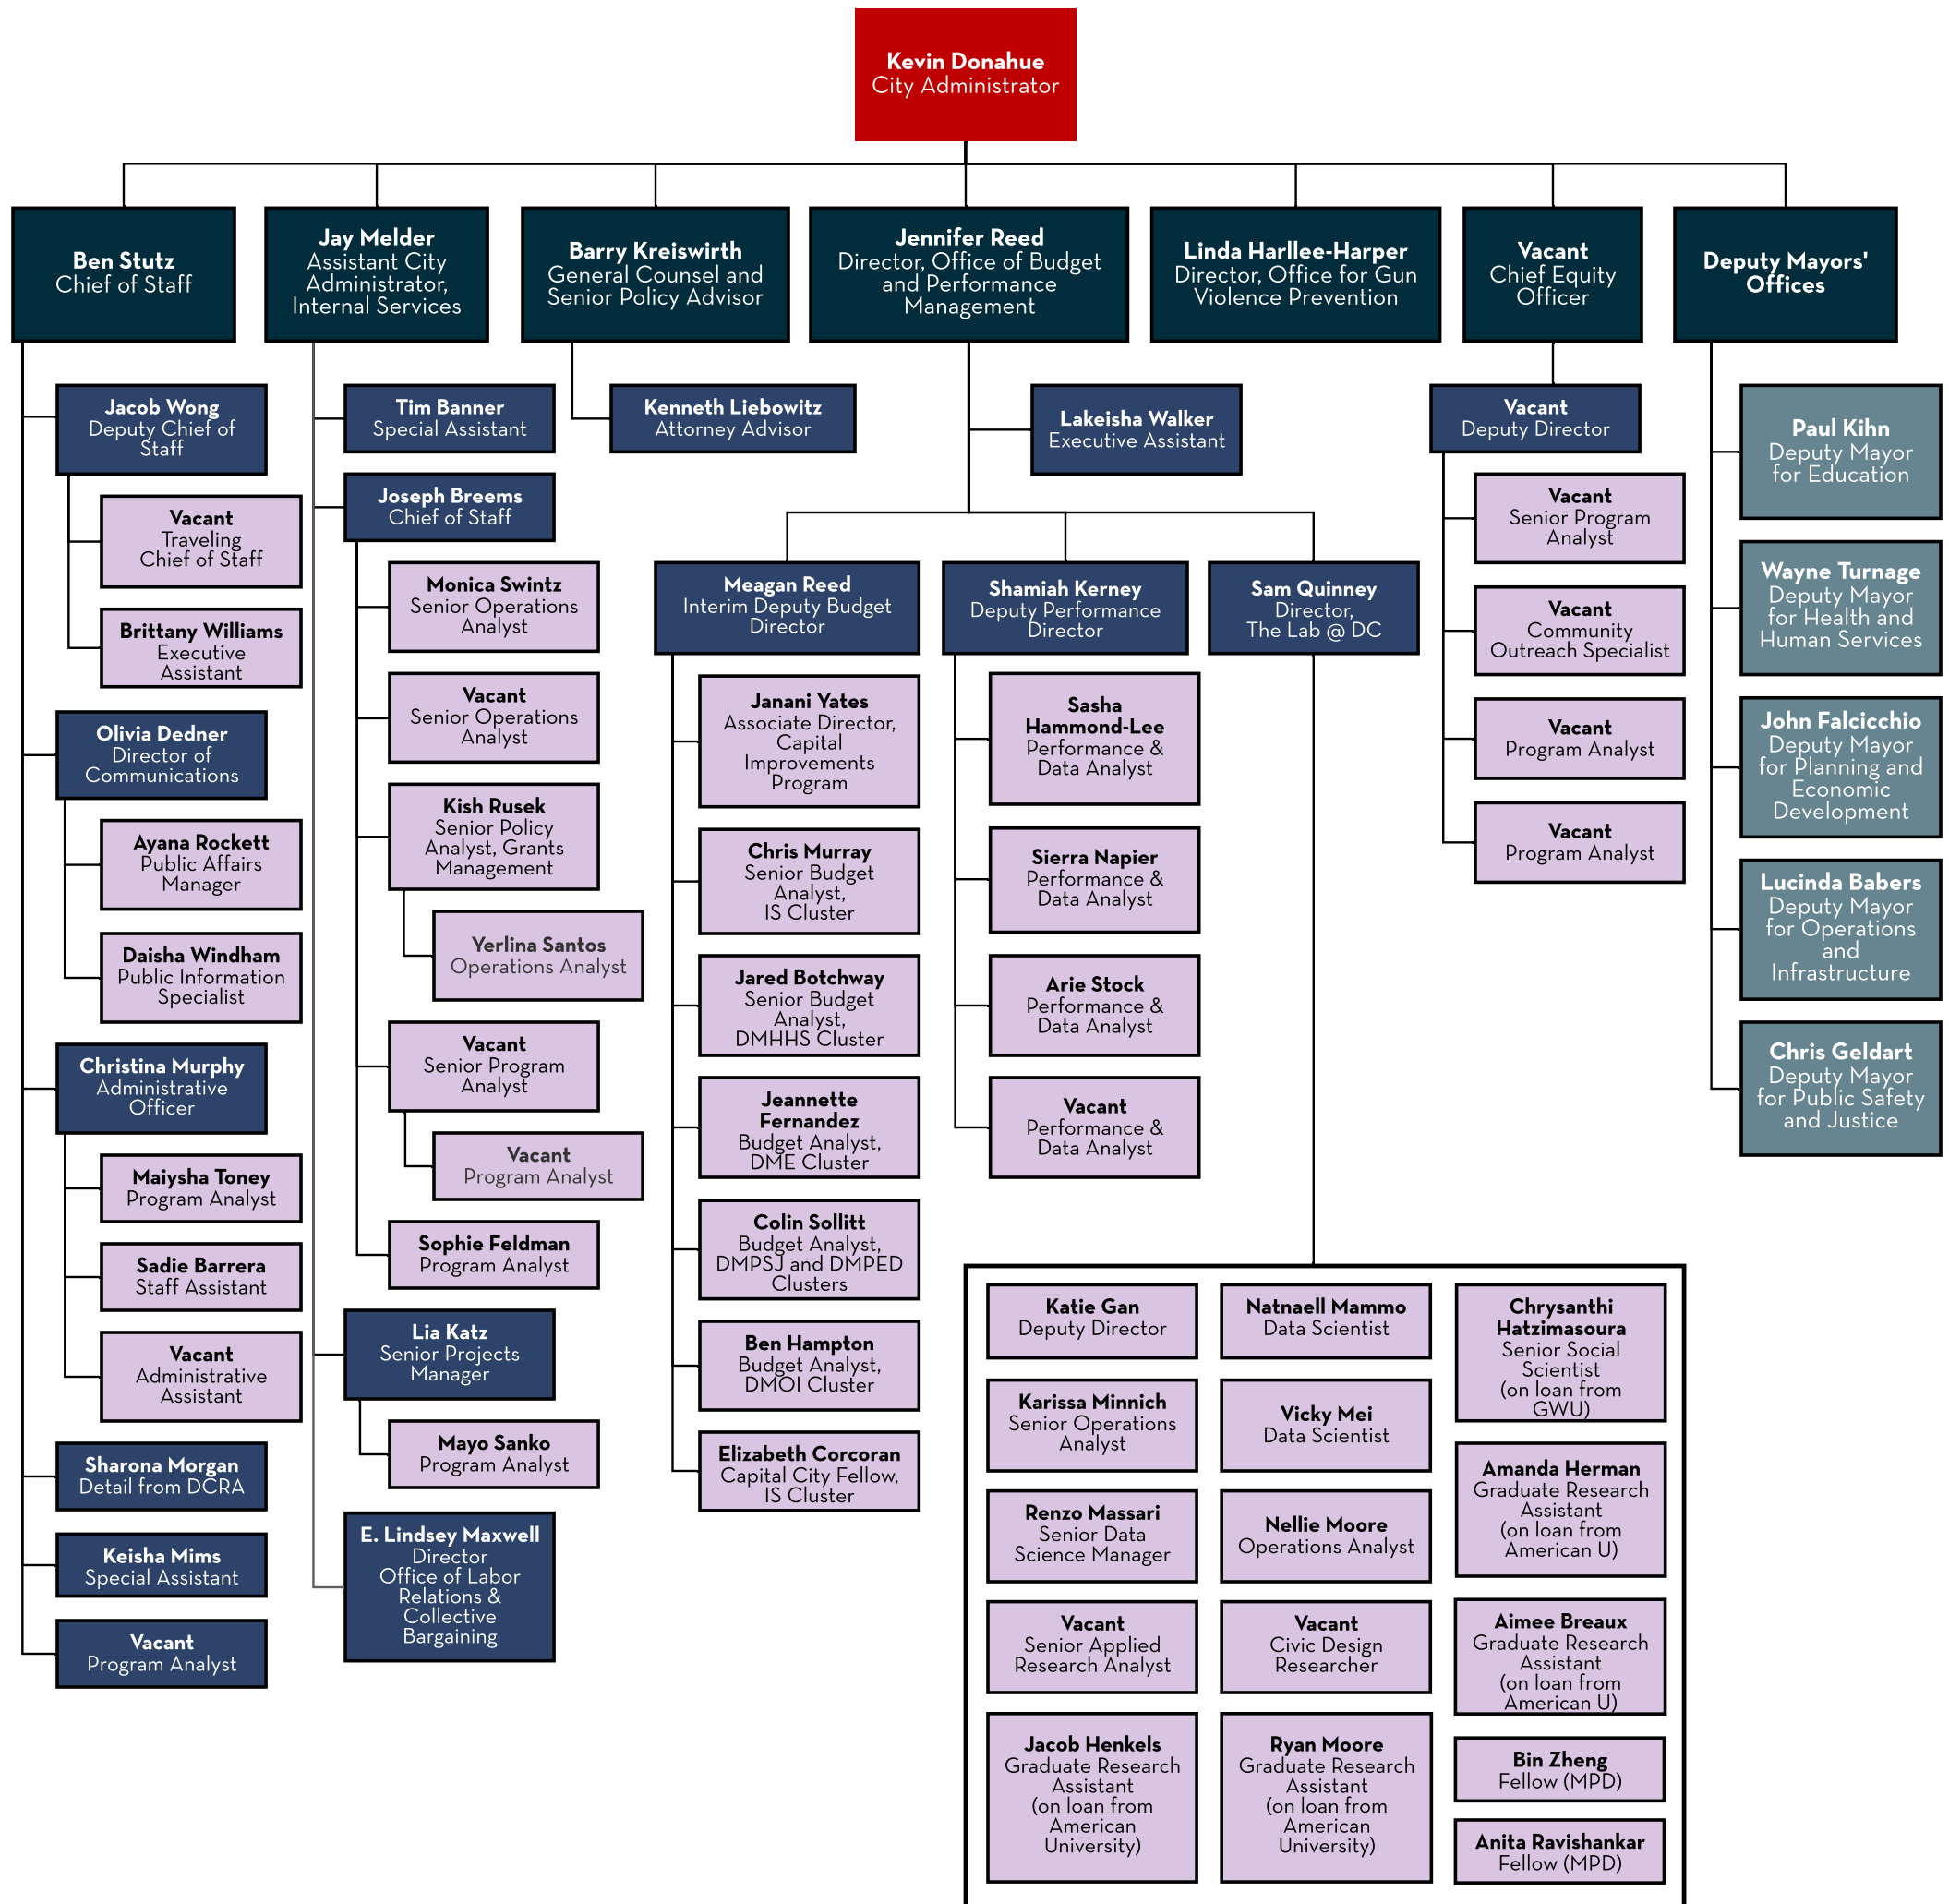 Kevin Donahue
City Administrator
Ben Stutz
Chief of Staff
Jay Melder
Assistant City
Administrator,
Internal Services
Barry Kreiswirth
General Counsel and
Senior Policy Advisor
Jennifer Reed
Director, Office of Budget
and Performance
Management
Linda Harllee-Harper
Director, Office for Gun
Violence Prevention
Vacant
Chief Equity
Officer
Deputy Mayors'
Offices
Jacob Wong
Deputy Chief of
Staff
Vacant
Traveling
Chief of Staff
Brittany Williams
Executive
Assistant
Olivia Dedner
Director of
Communications
Ayana Rockett
Public Affairs
Manager
Daisha Windham
Public Information
Specialist
Christina Murphy
Administrative
Officer
Maiysha Toney
Program Analyst
Sadie Barrera
Staff Assistant
Vacant
Administrative
Assistant
Sharona Morgan
Detail from DCRA
Keisha Mims
Special Assistant
Vacant
Program Analyst
Tim Banner
Special Assistant
Joseph Breems
Chief of Staff
Monica Swintz
Senior Operations
Analyst
Vacant
Senior Operations
Analyst
Kish Rusek
Senior Policy
Analyst, Grants
Management
Yerlina Santos
Operations Analyst
Vacant
Senior Program
Analyst
Vacant
Program Analyst
Sophie Feldman
Program Analyst
Lia Katz
Senior Projects
Manager
Mayo Sanko
Program Analyst
E. Lindsey Maxwell
Director
Office of Labor
Relations &
Collective
Bargaining
Kenneth Liebowitz
Attorney Advisor
Lakeisha Walker
Executive Assistant
Meagan Reed
Interim Deputy Budget
Director
Janani Yates
Associate Director,
Capital
Improvements
Program
Chris Murray
Senior Budget
Analyst,
IS Cluster
Jared Botchway
Senior Budget
Analyst,
DMHHS Cluster
Jeannette
Fernandez
Budget Analyst,
DME Cluster
Colin Sollitt
Budget Analyst,
DMPSJ and DMPED
Clusters
Ben Hampton
Budget Analyst,
DMOI Cluster
Elizabeth Corcoran
Capital City Fellow,
IS Cluster
Shamiah Kerney
Deputy Performance
Director
Sasha
Hammond-Lee
Performance &
Data Analyst
Sierra Napier
Performance &
Data Analyst
Arie Stock
Performance &
Data Analyst
Vacant
Performance &
Data Analyst
Sam Quinney
Director,
The Lab @ DC
Katie Gan
Deputy Director
Karissa Minnich
Senior Operations
Analyst
Renzo Massari
Senior Data
Science Manager
Vacant
Senior Applied
Research Analyst
Jacob Henkels
Graduate Research
Assistant
(on loan from
American
University)
Natnaell Mammo
Data Scientist
Vicky Mei
Data Scientist
Nellie Moore
Operations Analyst
Vacant
Civic Design
Researcher
Ryan Moore
Graduate Research
Assistant
(on loan from
American
University)
Chrysanthi
Hatzimasoura
Senior Social
Scientist
(on loan from
GWU)
Amanda Herman
Graduate Research
Assistant
(on loan from
American U)
Aimee Breaux
Graduate Research
Assistant
(on loan from
American U)
Bin Zheng
Fellow (MPD)
Anita Ravishankar
Fellow (MPD)
Vacant
Deputy Director
Vacant
Senior Program
Analyst
Vacant
Community
Outreach Specialist
Vacant
Program Analyst
Vacant
Program Analyst
Paul Kihn
Deputy Mayor
for Education
Wayne Turnage
Deputy Mayor
for Health and
Human Services
John Falcicchio
Deputy Mayor
for Planning and
Economic
Development
Lucinda Babers
Deputy Mayor
for Operations
and
Infrastructure
Chris Geldart
Deputy Mayor
for Public Safety
and Justice